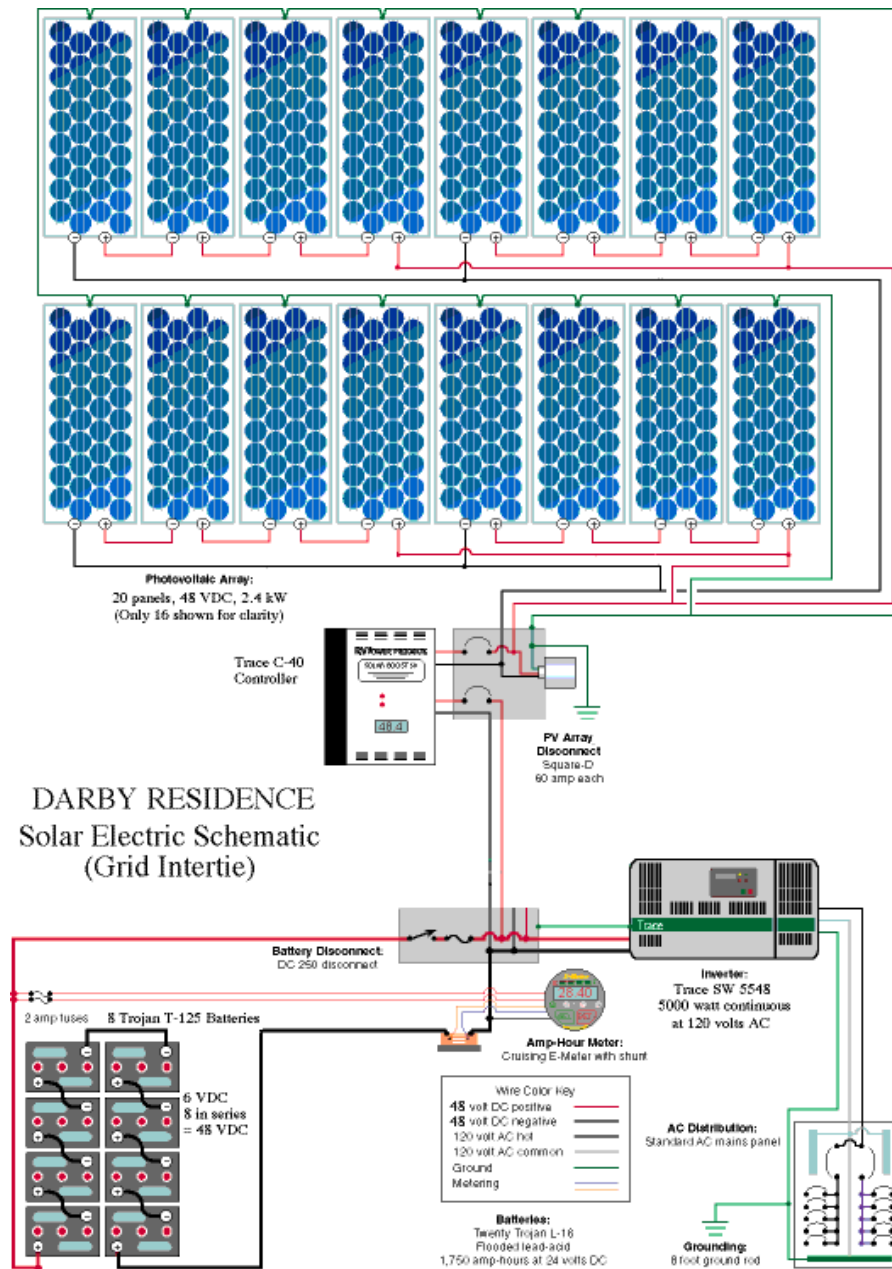 Photovoltaic Array:
20 panels, 48 VDC, 2.4 kW
(Only 16 shown for clarity)
Trace C-40
Controller
RV POWER PRODUCTS
SOLAR BOOST 50
48.4
PV Array
Disconnect
Square-D
60 amp each
DARBY RESIDENCE
Solar Electric Schematic
(Grid Intertie)
Trace
Battery Disconnect:
DC 250 disconnect
Inverter:
Trace SW 5548
5000 watt continuous
at 120 volts AC
28.40
2 amp fuses
8 Trojan T-125 Batteries
Amp-Hour Meter:
Cruising E-Meter with shunt
6 VDC
8 in series
= 48 VDC
Wire Color Key
48 volt DC positive
48 volt DC negative
120 volt AC hot
120 volt AC common
Ground
Metering
AC Distribution:
Standard AC mains panel
Batteries:
Twenty Trojan L-16
Flooded lead-acid
1,750 amp-hours at 24 volts DC
Grounding:
8 foot ground rod